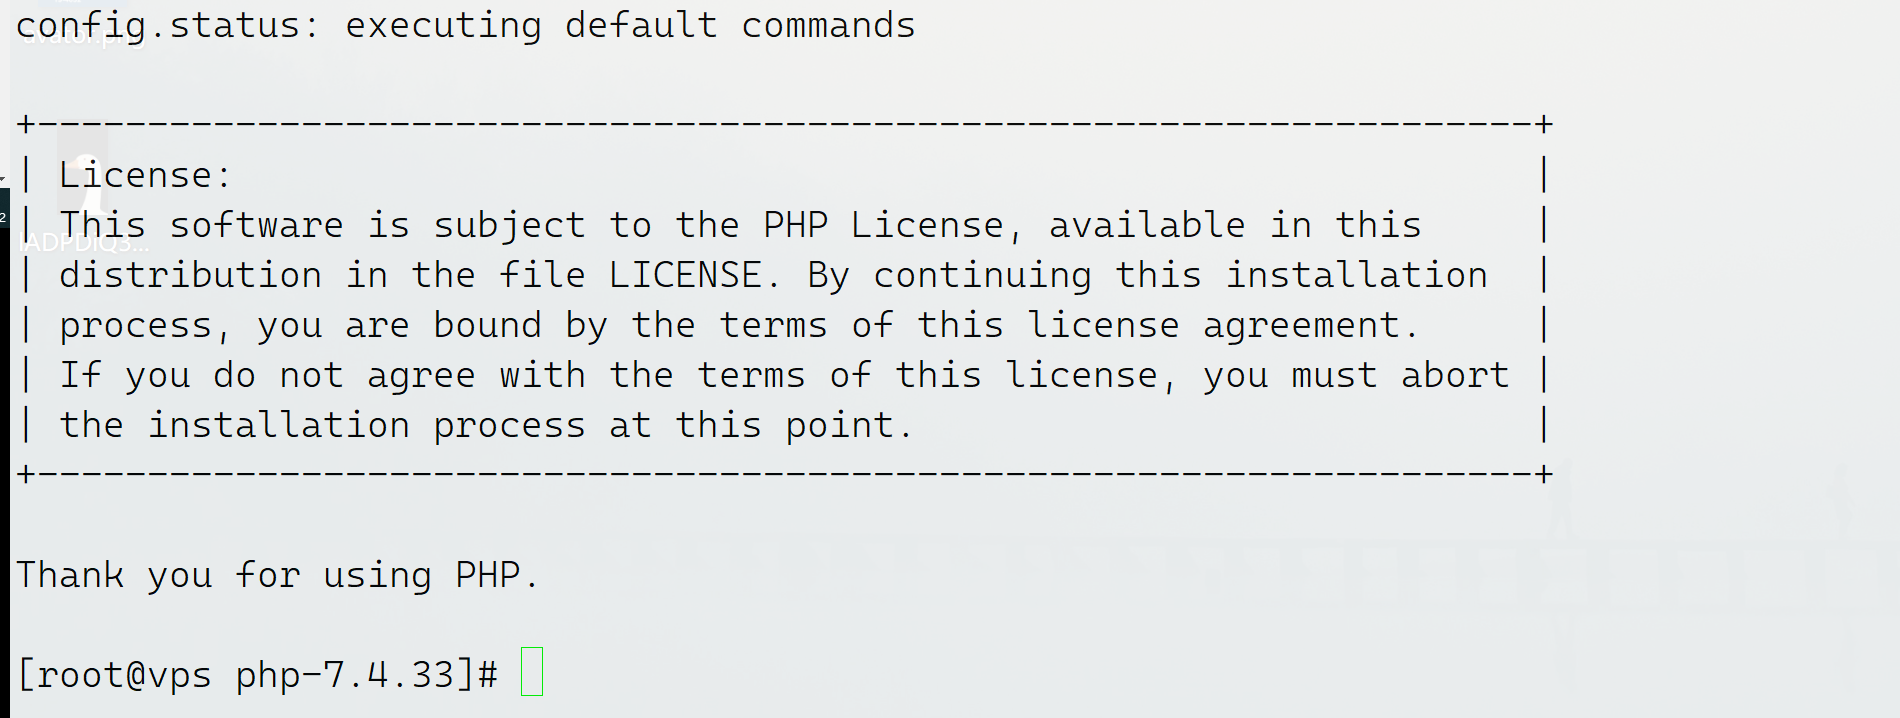 config.status: executing default commands
+--------------------------------------------------------------------+
| License:                                                           |
| This software is subject to the PHP License, available in this     |
| distribution in the file LICENSE. By continuing this installation  |
| process, you are bound by the terms of this license agreement.     |
| If you do not agree with the terms of this license, you must abort |
| the installation process at this point.                            |
+--------------------------------------------------------------------+
Thank you for using PHP.
[root@vps php-7.4.33]#